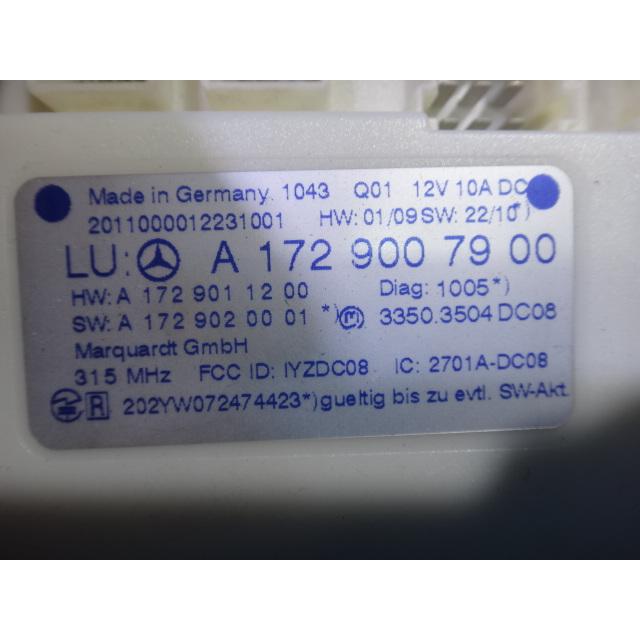 Made in Germany 1043 Q01 12V 10A DC
2011000012231001 HW: 01/09 SW: 22/10*)
LU: A 172 900 79 00
HW: A 172 901 12 00 Diag: 1005*)
SW: A 172 902 00 01 *) 3350.3504 DC08
Marquardt GmbH
315 MHz FCC ID: IYZDC08 IC: 2701A-DC08
R 202YW072474423*)gueltig bis zu evtl. SW-Akt.